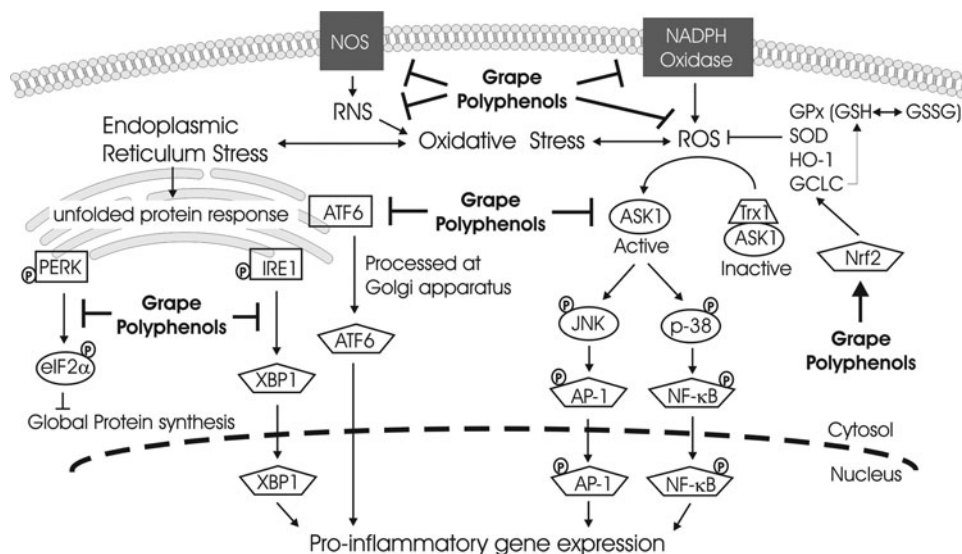 NOS
NADPH
Oxidase
Grape
Polyphenols
RNS
GPx (GSH GSSG)
Endoplasmic
Reticulum Stress
Oxidative Stress
ROS
SOD
HO-1
GCLC
unfolded protein response
ATF6
Grape
Polyphenols
ASK1
Active
Trx1
ASK1
Inactive
Nrf2
P
PERK
P
IRE1
Processed at
Golgi apparatus
Grape
Polyphenols
P
JNK
P
p-38
Grape
Polyphenols
P
eIF2α
ATF6
XBP1
P
AP-1
P
NF-κB
Global Protein synthesis
Cytosol
Nucleus
XBP1
P
AP-1
P
NF-κB
Pro-inflammatory gene expression